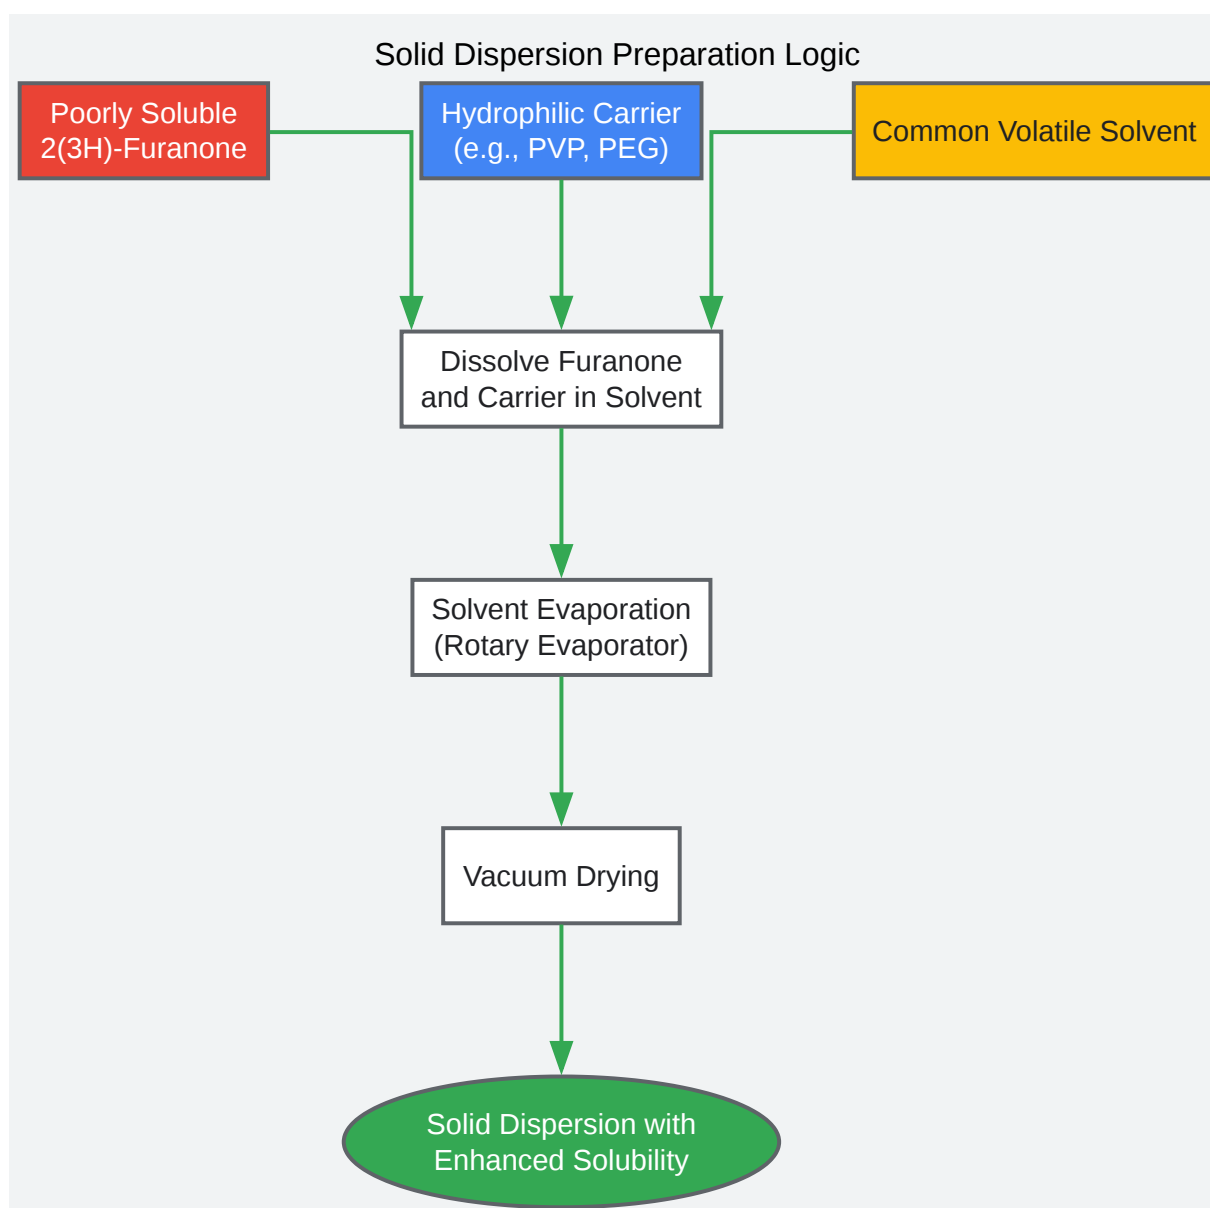 Solid Dispersion Preparation Logic
Poorly Soluble
2(3H)-Furanone
Hydrophilic Carrier
(e.g., PVP, PEG)
Common Volatile Solvent
Dissolve Furanone
and Carrier in Solvent
Solvent Evaporation
(Rotary Evaporator)
Vacuum Drying
Solid Dispersion with
Enhanced Solubility